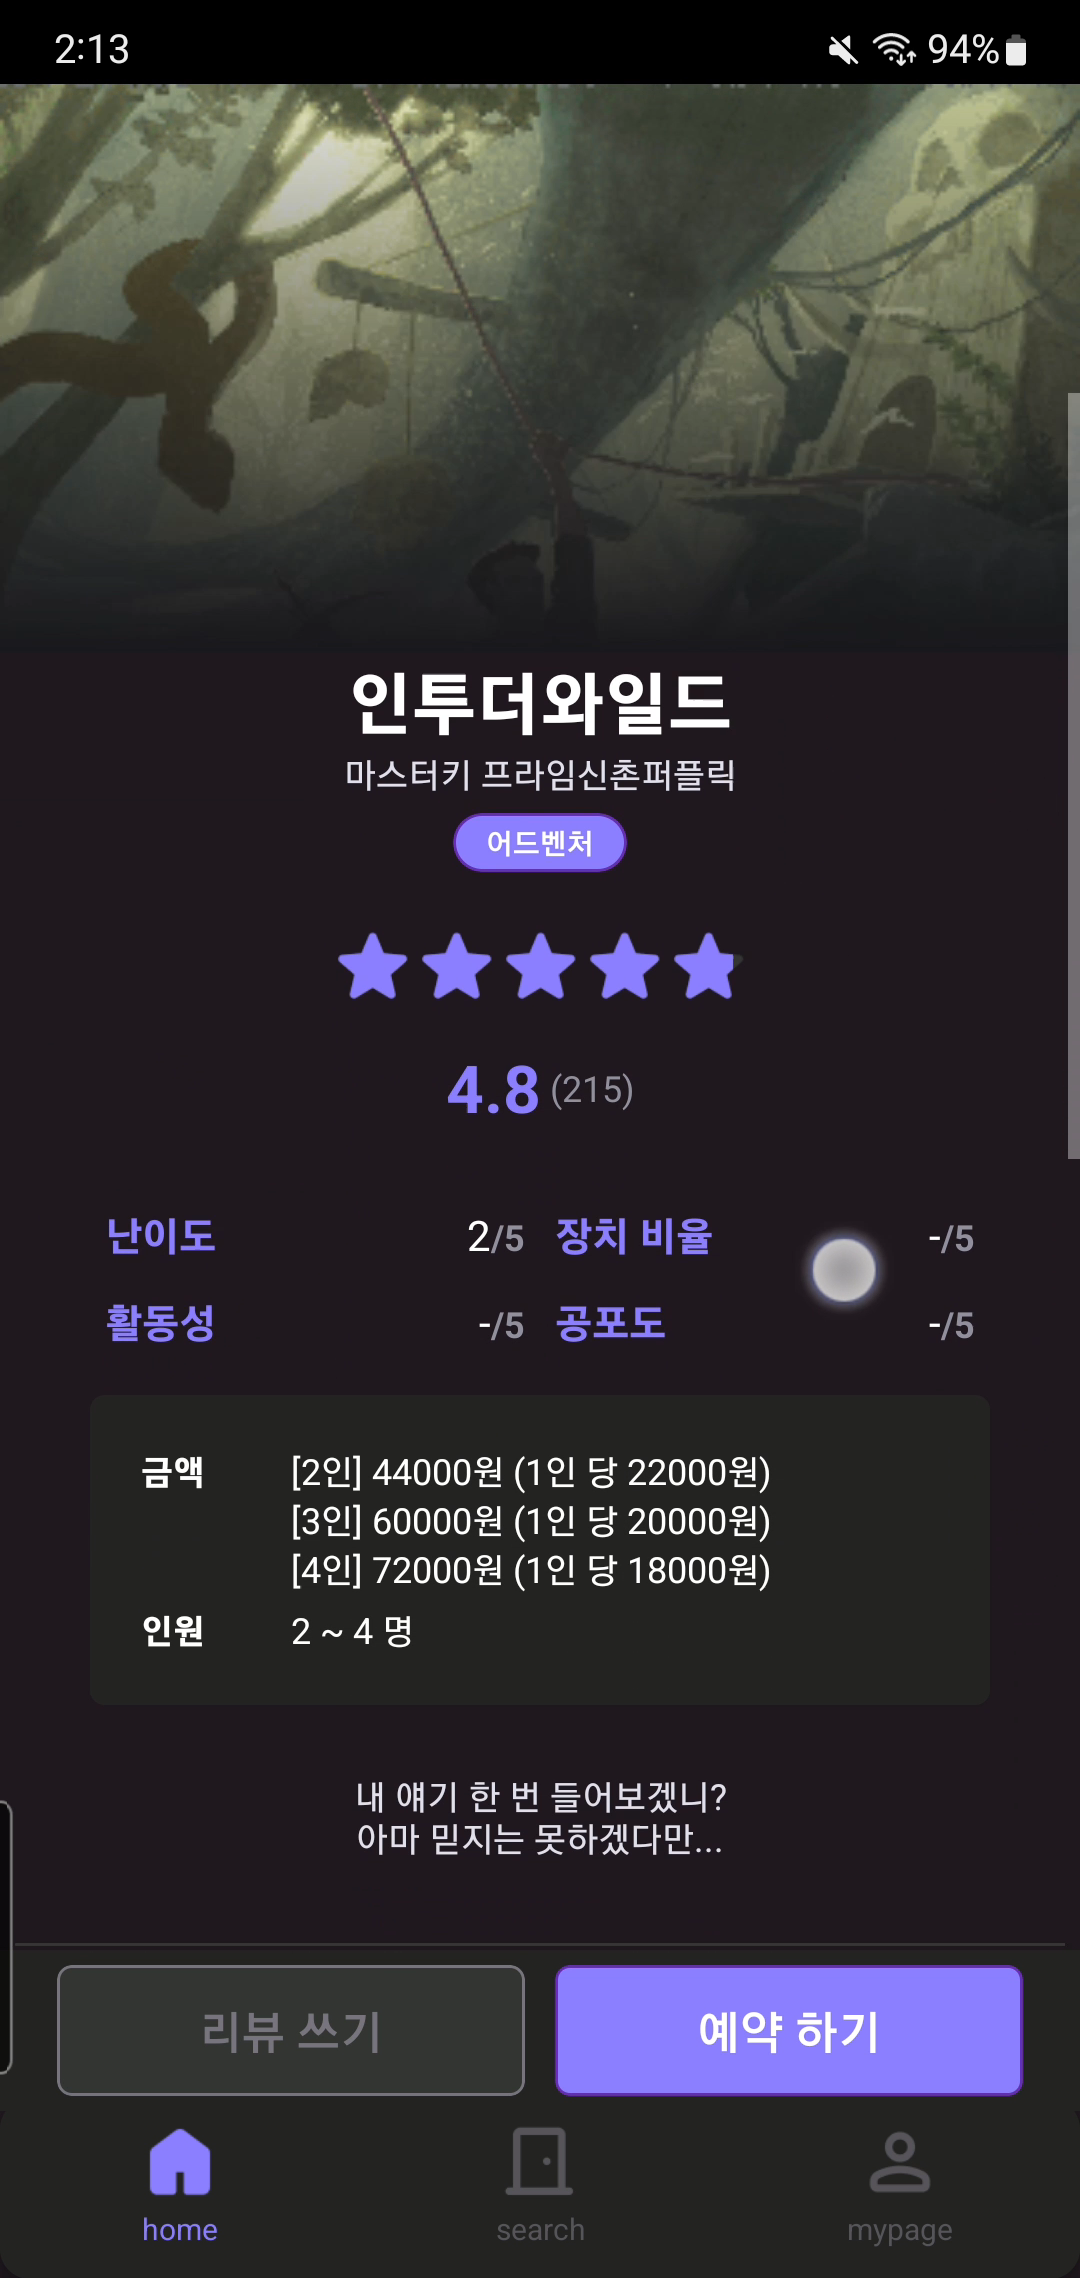 2:13
94%
인투더와일드
마스터키 프라임신촌퍼플릭
어드벤처
4.8 (215)
난이도 2/5 장치 비율 -/5
활동성 -/5 공포도 -/5
금액 [2인] 44000원 (1인 당 22000원)
[3인] 60000원 (1인 당 20000원)
[4인] 72000원 (1인 당 18000원)
인원 2 ~ 4 명
내 얘기 한 번 들어보겠니?
아마 믿지는 못하겠다만...
리뷰 쓰기 예약 하기
home search mypage